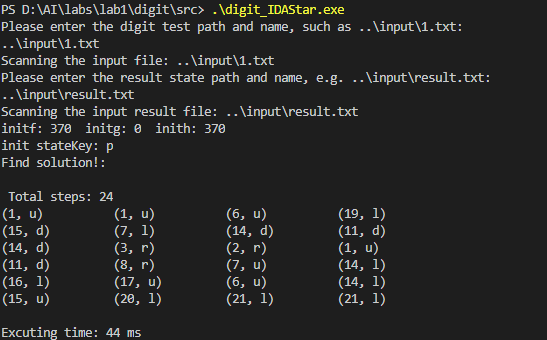 PS D:\AI\labs\lab1\digit\src> .\digit_IDAStar.exe
Please enter the digit test path and name, such as ..\input\1.txt:
..\input\1.txt
Scanning the input file: ..\input\1.txt
Please enter the result state path and name, e.g. ..\input\result.txt:
..\input\result.txt
Scanning the input result file: ..\input\result.txt
initf: 370  initg: 0  inith: 370
init stateKey: p
Find solution!:
Total steps: 24
(1, u) (1, u) (6, u) (19, l)
(15, d) (7, l) (14, d) (11, d)
(14, d) (3, r) (2, r) (1, u)
(11, d) (8, r) (7, u) (14, l)
(16, l) (17, u) (6, u) (14, l)
(15, u) (20, l) (21, l) (21, l)
Excuting time: 44 ms